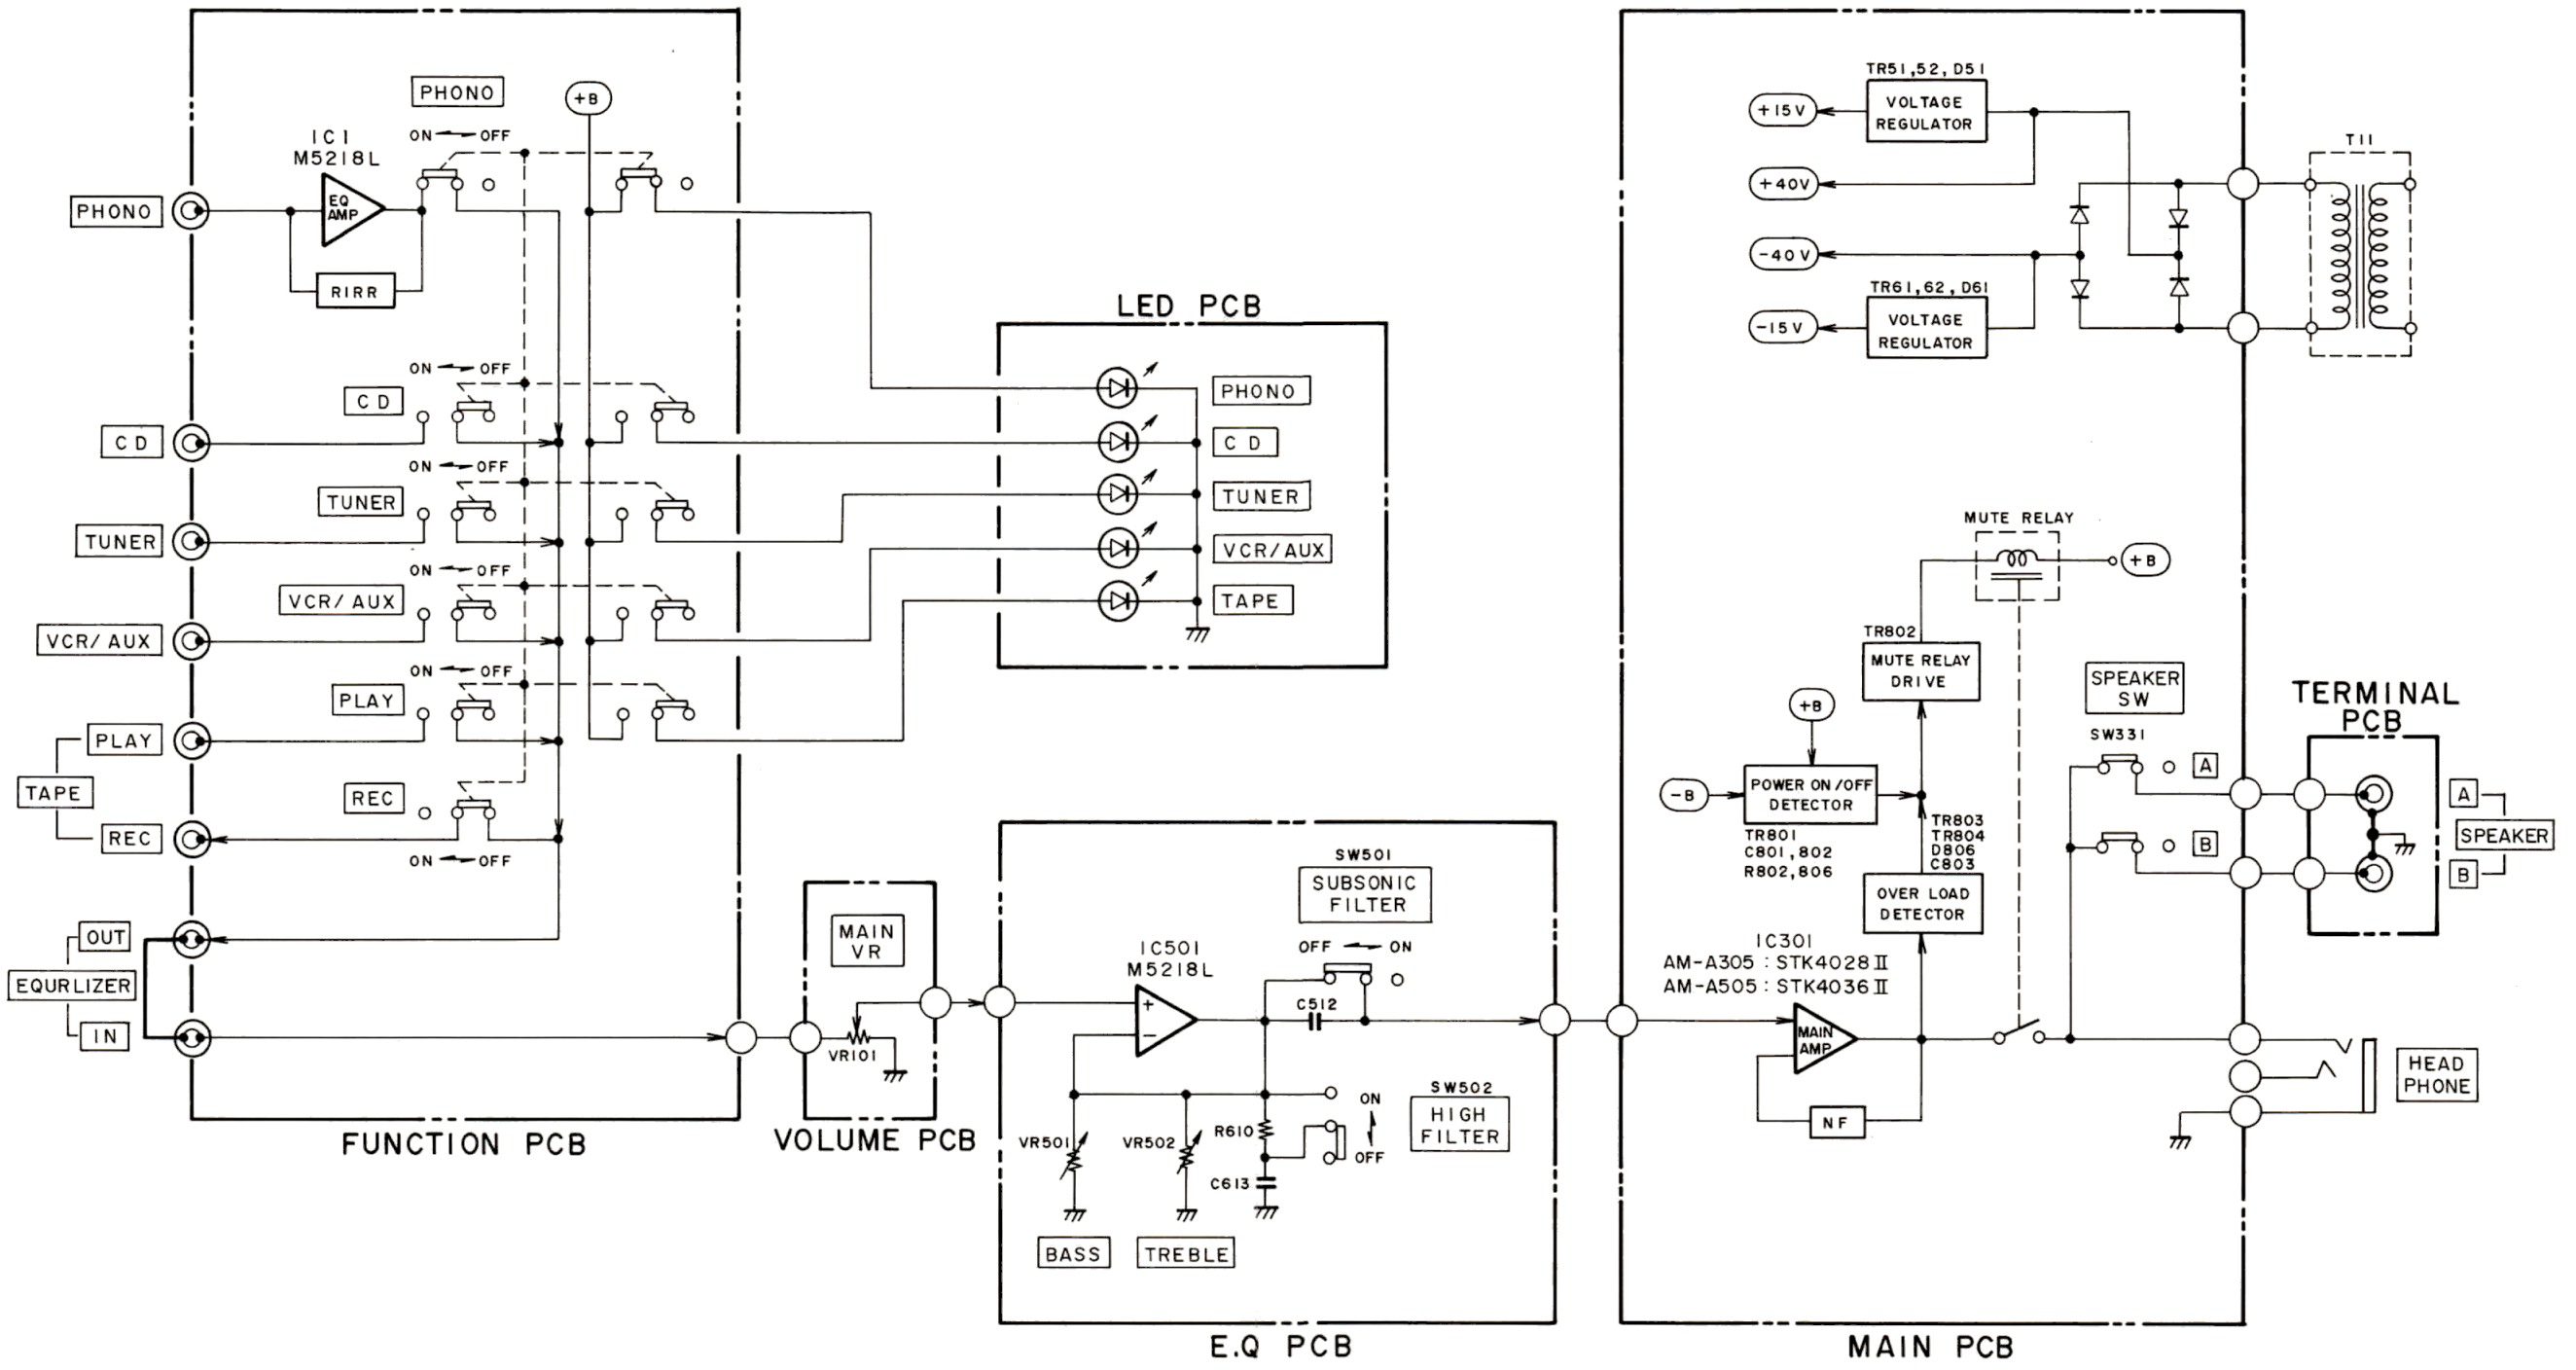 PHONO
+B
ON OFF
IC1
M5218L
EQ
AMP
PHONO
RIRR
ON OFF
CD
CD
ON OFF
TUNER
TUNER
ON OFF
VCR/AUX
VCR/AUX
ON OFF
PLAY
PLAY
TAPE
REC
REC
ON OFF
OUT
EQURLIZER
IN
FUNCTION PCB
LED PCB
PHONO
CD
TUNER
VCR/AUX
TAPE
MAIN
VR
VR101
VOLUME PCB
SW501
SUBSONIC
FILTER
OFF ON
IC501
M5218L
+
−
C512
SW502
HIGH
FILTER
ON
OFF
VR501
VR502
R610
C613
BASS
TREBLE
E.Q PCB
TR51,52,D51
VOLTAGE
REGULATOR
+15V
+40V
-40V
TR61,62,D61
VOLTAGE
REGULATOR
-15V
T11
MUTE RELAY
+B
TR802
MUTE RELAY
DRIVE
+B
-B
POWER ON/OFF
DETECTOR
TR801
C801,802
R802,806
TR803
TR804
D806
C803
OVER LOAD
DETECTOR
IC301
AM-A305 : STK4028II
AM-A505 : STK4036II
MAIN
AMP
NF
SPEAKER
SW
SW331
A
B
TERMINAL
PCB
A
SPEAKER
B
HEAD
PHONE
MAIN PCB